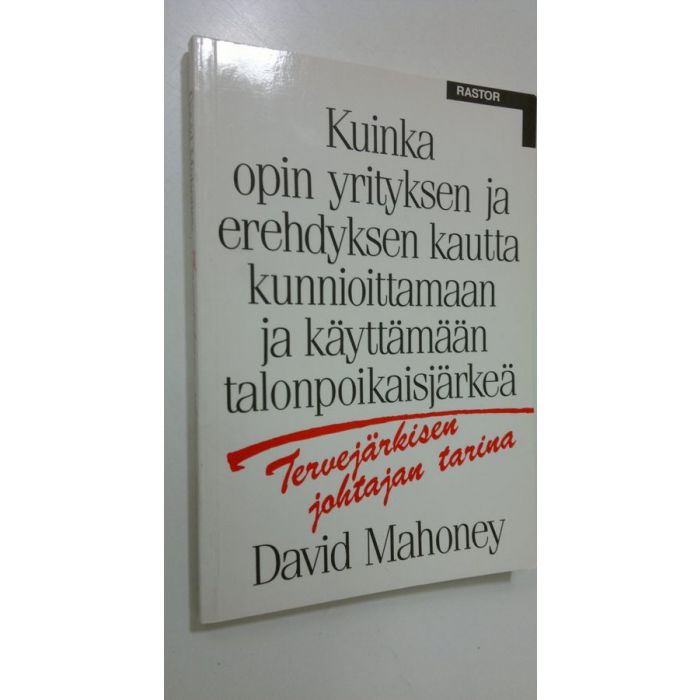 RASTOR
Kuinka
opin yrityksen ja
erehdyksen kautta
kunnioittamaan
ja käyttämään
talonpoikaisjärkeä
Tervejärkisen
johtajan tarina
David Mahoney